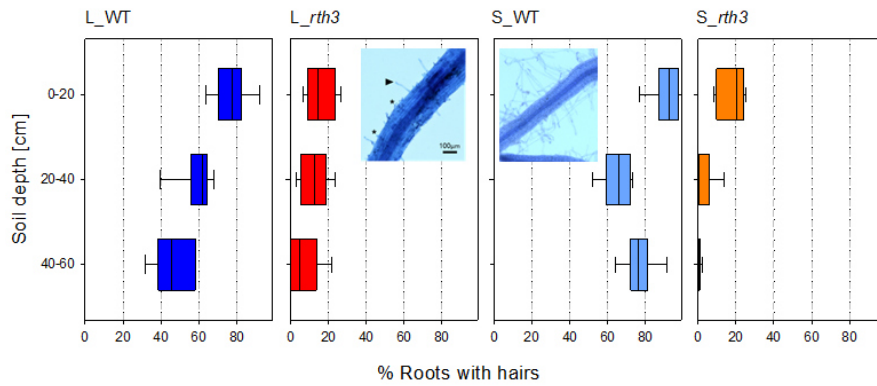 L_WT
L_rth3
S_WT
S_rth3
Soil depth [cm]
0-20
20-40
40-60
100µm
*
*
0 20 40 60 80
0 20 40 60 80
0 20 40 60 80
0 20 40 60 80
% Roots with hairs